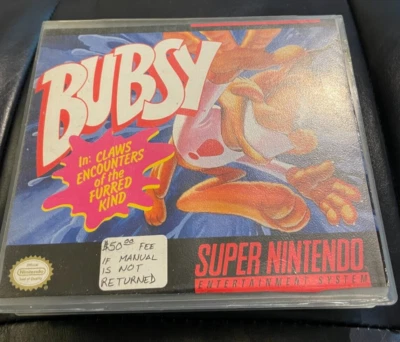 BUBSY
In: CLAWS
ENCOUNTERS
of the
FURRED
KIND
$50.00 FEE
IF MANUAL
IS NOT
RETURNED
Nintendo
SUPER NINTENDO
ENTERTAINMENT SYSTEM